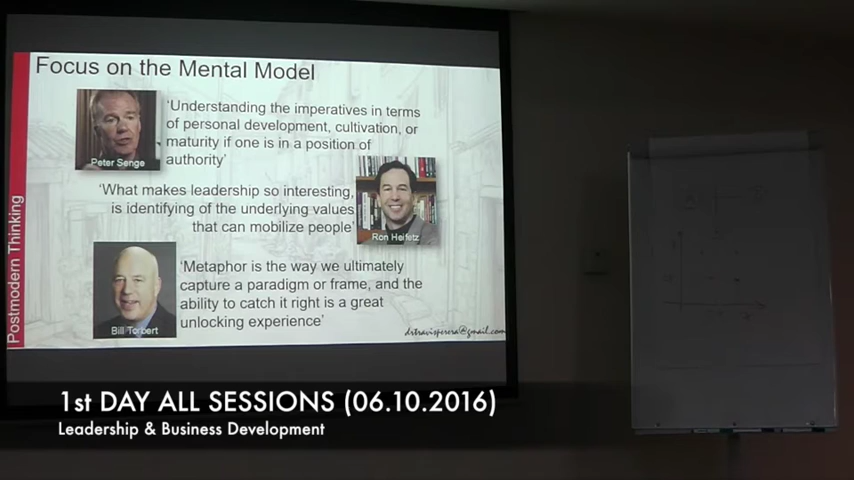 Focus on the Mental Model
'Understanding the imperatives in terms
of personal development, cultivation, or
maturity if one is in a position of
authority'
Peter Senge
'What makes leadership so interesting,
is identifying of the underlying values
that can mobilize people'
Ron Heifetz
'Metaphor is the way we ultimately
capture a paradigm or frame, and the
ability to catch it right is a great
unlocking experience'
Bill Torbert
Postmodern Thinking
drtravisperera@gmail.com
1st DAY ALL SESSIONS (06.10.2016)
Leadership & Business Development